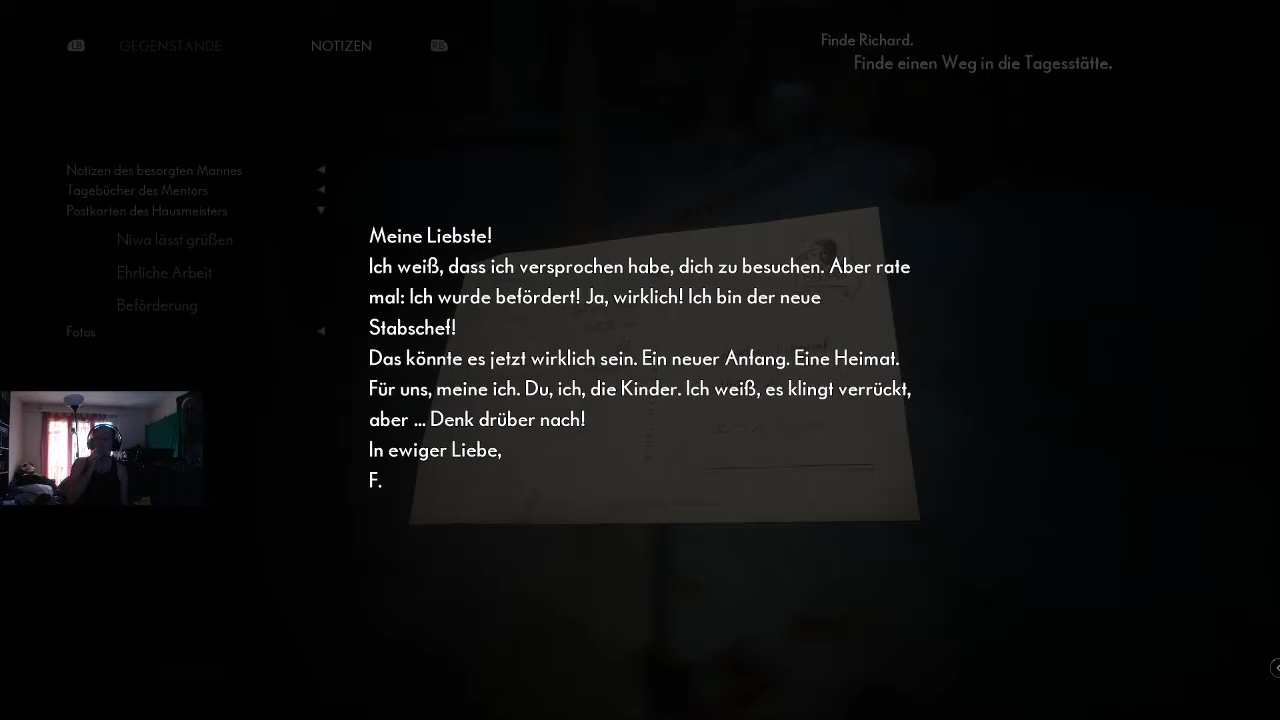 LB GEGENSTÄNDE NOTIZEN RB
Finde Richard.
Finde einen Weg in die Tagesstätte.
Notizen des besorgten Mannes
Tagebücher des Mentors
Postkarten des Hausmeisters
Niwa lässt grüßen
Ehrliche Arbeit
Beförderung
Fotos
Meine Liebste!
Ich weiß, dass ich versprochen habe, dich zu besuchen. Aber rate
mal: Ich wurde befördert! Ja, wirklich! Ich bin der neue
Stabschef!
Das könnte es jetzt wirklich sein. Ein neuer Anfang. Eine Heimat.
Für uns, meine ich. Du, ich, die Kinder. Ich weiß, es klingt verrückt,
aber ... Denk drüber nach!
In ewiger Liebe,
F.